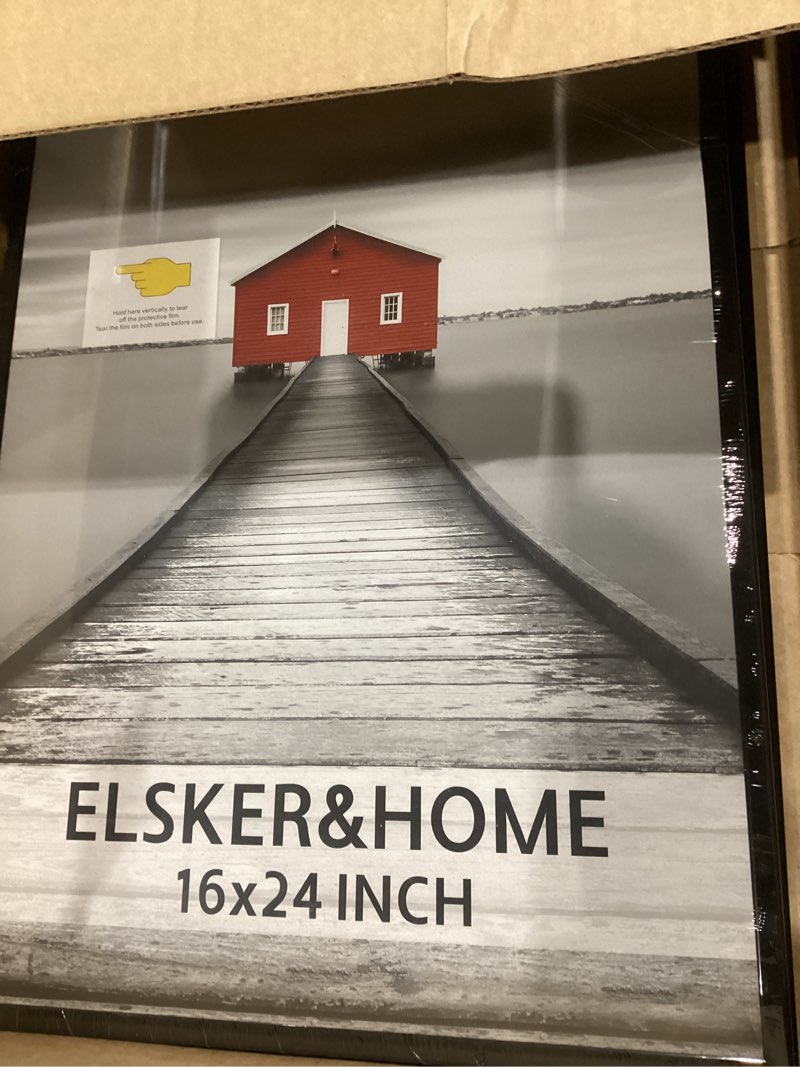 Hold here vertically to tear
off the protective film.
Tear the film on both sides before use.
ELSKER&HOME
16x24 INCH